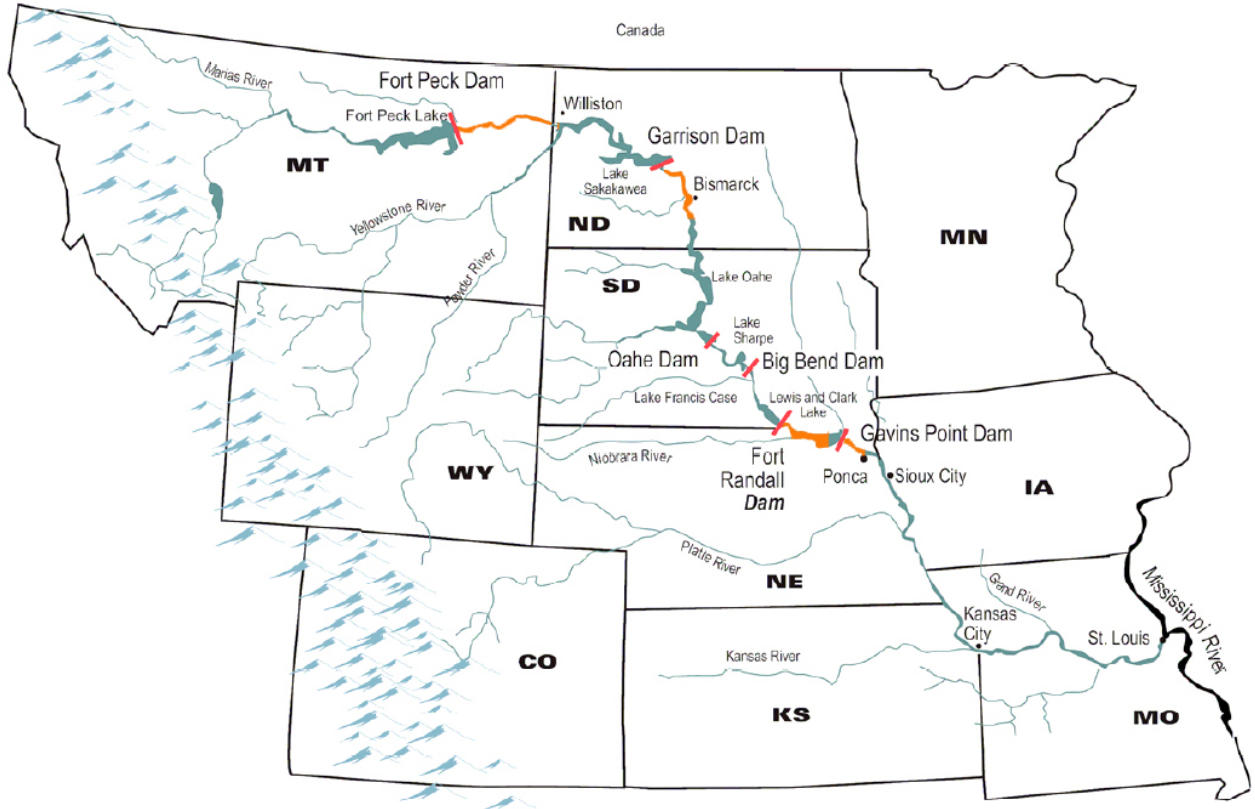 Canada
Marias River
Fort Peck Dam
Fort Peck Lake
Williston
Garrison Dam
MT
Lake
Sakakawea
Bismarck
Yellowstone River
ND
MN
Powder River
SD
Lake Oahe
Lake
Sharpe
Oahe Dam
Big Bend Dam
Lake Francis Case
Lewis and Clark
Lake
Gavins Point Dam
Niobrara River
Fort
Randall
Dam
WY
Ponca
Sioux City
IA
Platte River
NE
Grand River
Mississippi River
Kansas
City
St. Louis
Kansas River
CO
KS
MO